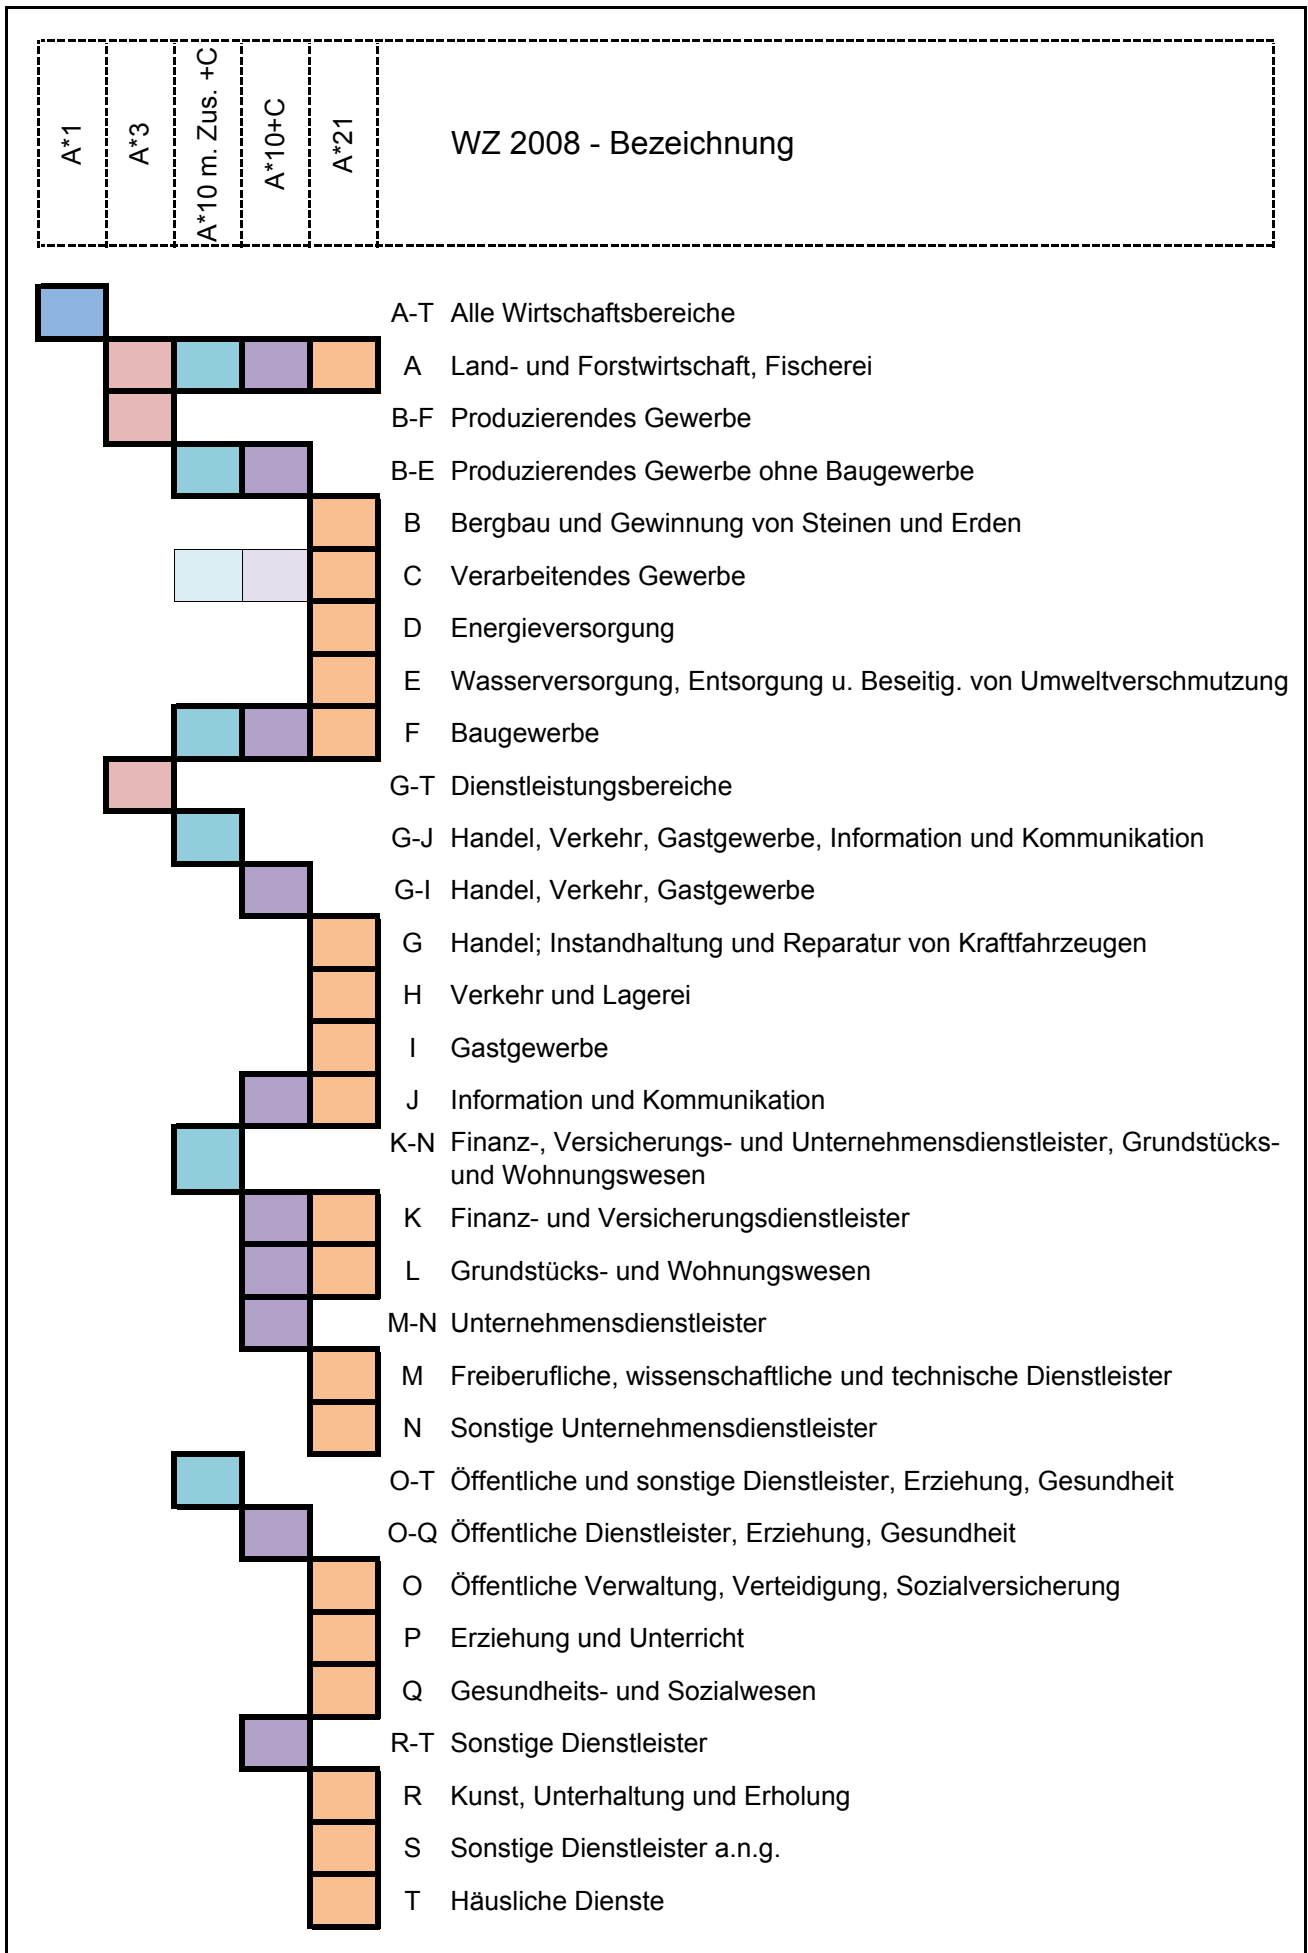 A*1
A*3
A*10 m. Zus. +C
A*10+C
A*21
WZ 2008 - Bezeichnung
A-T Alle Wirtschaftsbereiche
A Land- und Forstwirtschaft, Fischerei
B-F Produzierendes Gewerbe
B-E Produzierendes Gewerbe ohne Baugewerbe
B Bergbau und Gewinnung von Steinen und Erden
C Verarbeitendes Gewerbe
D Energieversorgung
E Wasserversorgung, Entsorgung u. Beseitig. von Umweltverschmutzung
F Baugewerbe
G-T Dienstleistungsbereiche
G-J Handel, Verkehr, Gastgewerbe, Information und Kommunikation
G-I Handel, Verkehr, Gastgewerbe
G Handel; Instandhaltung und Reparatur von Kraftfahrzeugen
H Verkehr und Lagerei
I Gastgewerbe
J Information und Kommunikation
K-N Finanz-, Versicherungs- und Unternehmensdienstleister, Grundstücks-
und Wohnungswesen
K Finanz- und Versicherungsdienstleister
L Grundstücks- und Wohnungswesen
M-N Unternehmensdienstleister
M Freiberufliche, wissenschaftliche und technische Dienstleister
N Sonstige Unternehmensdienstleister
O-T Öffentliche und sonstige Dienstleister, Erziehung, Gesundheit
O-Q Öffentliche Dienstleister, Erziehung, Gesundheit
O Öffentliche Verwaltung, Verteidigung, Sozialversicherung
P Erziehung und Unterricht
Q Gesundheits- und Sozialwesen
R-T Sonstige Dienstleister
R Kunst, Unterhaltung und Erholung
S Sonstige Dienstleister a.n.g.
T Häusliche Dienste